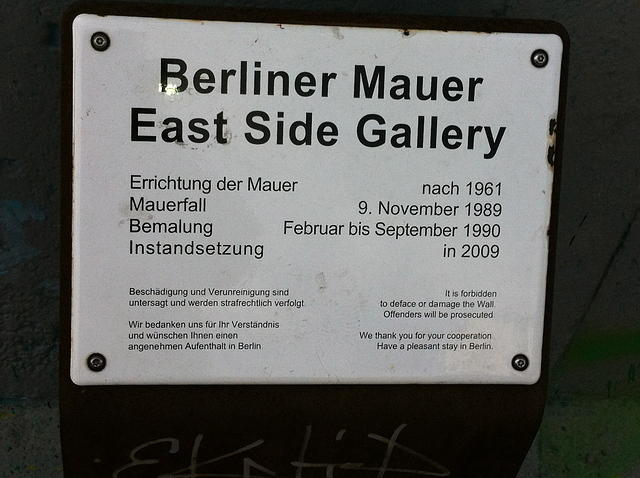 Berliner Mauer
East Side Gallery
Errichtung der Mauer nach 1961
Mauerfall 9. November 1989
Bemalung Februar bis September 1990
Instandsetzung in 2009
Beschädigung und Verunreinigung sind
untersagt und werden strafrechtlich verfolgt.
Wir bedanken uns für Ihr Verständnis
und wünschen Ihnen einen
angenehmen Aufenthalt in Berlin.
It is forbidden
to deface or damage the Wall.
Offenders will be prosecuted.
We thank you for your cooperation.
Have a pleasant stay in Berlin.